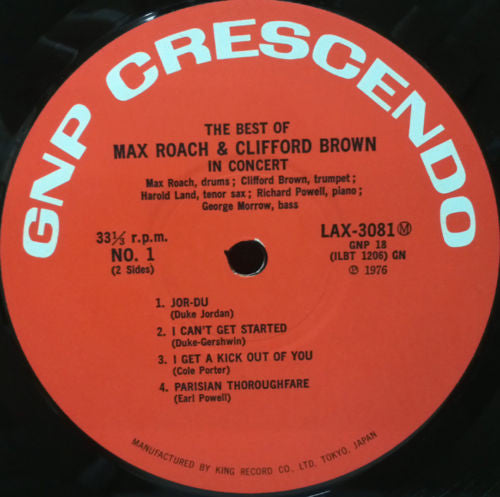 GNP CRESCENDO
THE BEST OF
MAX ROACH & CLIFFORD BROWN
IN CONCERT
Max Roach, drums; Clifford Brown, trumpet;
Harold Land, tenor sax; Richard Powell, piano;
George Morrow, bass
33⅓ r.p.m.
NO. 1
(2 Sides)
LAX-3081Ⓜ
GNP 18
(ILBT 1206) GN
Ⓟ 1976
1. JOR-DU
(Duke Jordan)
2. I CAN'T GET STARTED
(Duke-Gershwin)
3. I GET A KICK OUT OF YOU
(Cole Porter)
4. PARISIAN THOROUGHFARE
(Earl Powell)
MANUFACTURED BY KING RECORD CO., LTD. TOKYO, JAPAN